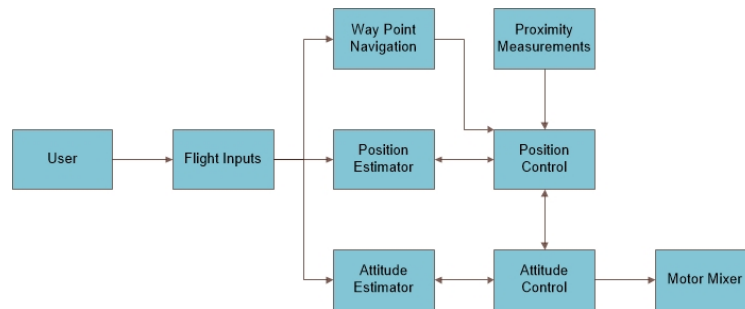 Way Point
Navigation
Proximity
Measurements
User
Flight Inputs
Position
Estimator
Position
Control
Attitude
Estimator
Attitude
Control
Motor Mixer